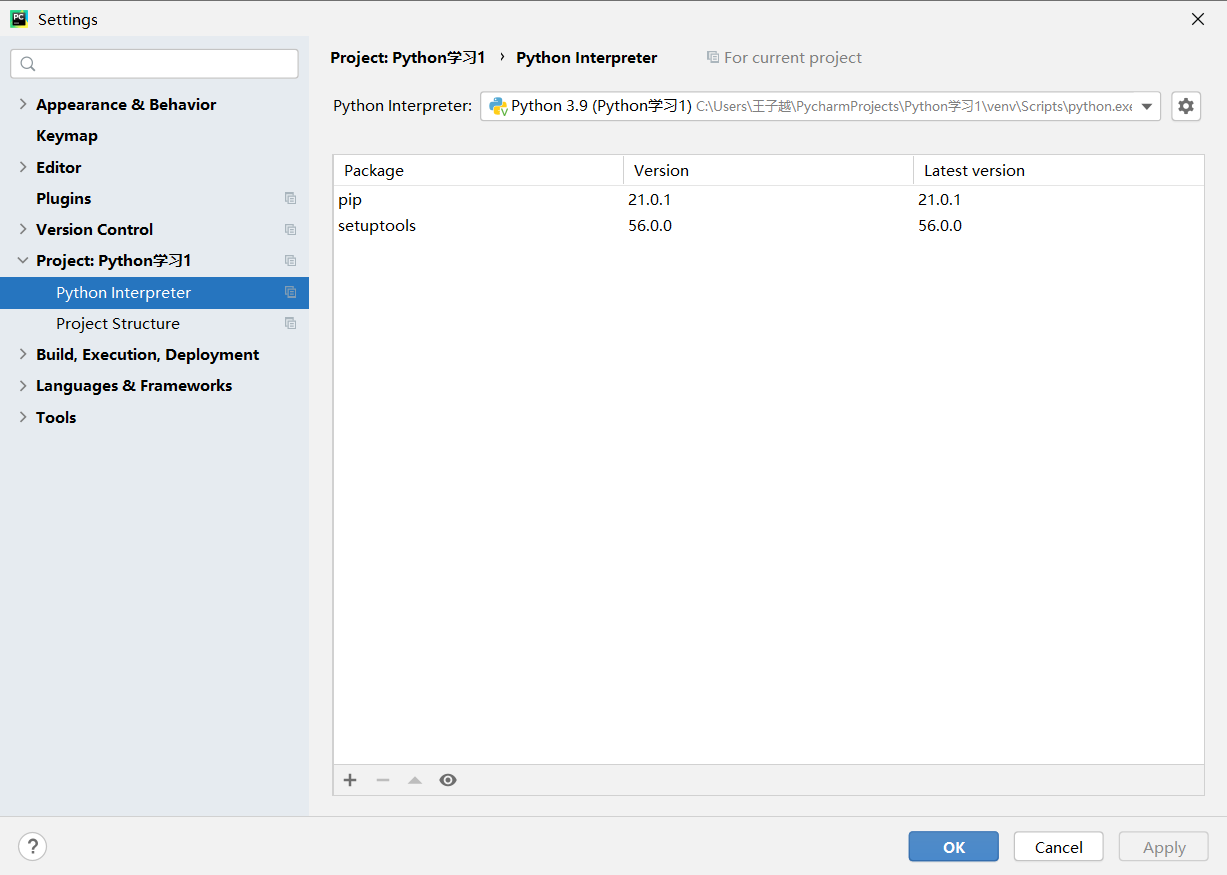 Settings
Project: Python学习1 › Python Interpreter For current project
Python Interpreter: Python 3.9 (Python学习1) C:\Users\王子越\PycharmProjects\Python学习1\venv\Scripts\python.exe
Appearance & Behavior
Keymap
Editor
Plugins
Version Control
Project: Python学习1
Python Interpreter
Project Structure
Build, Execution, Deployment
Languages & Frameworks
Tools
Package Version Latest version
pip 21.0.1 21.0.1
setuptools 56.0.0 56.0.0
? OK Cancel Apply